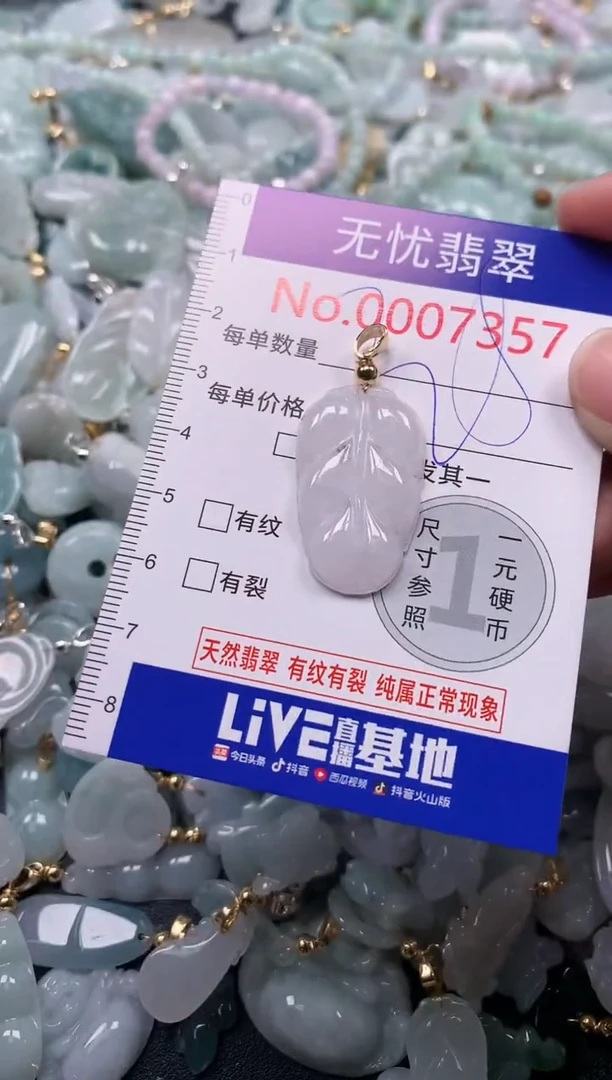 无忧翡翠
No.0007357
每单数量
每单价格
发其一
有纹
有裂
尺寸参照
1
一元硬币
天然翡翠 有纹有裂 纯属正常现象
LiVE直播基地
今日头条 抖音 西瓜视频 抖音火山版
0
1
2
3
4
5
6
7
8